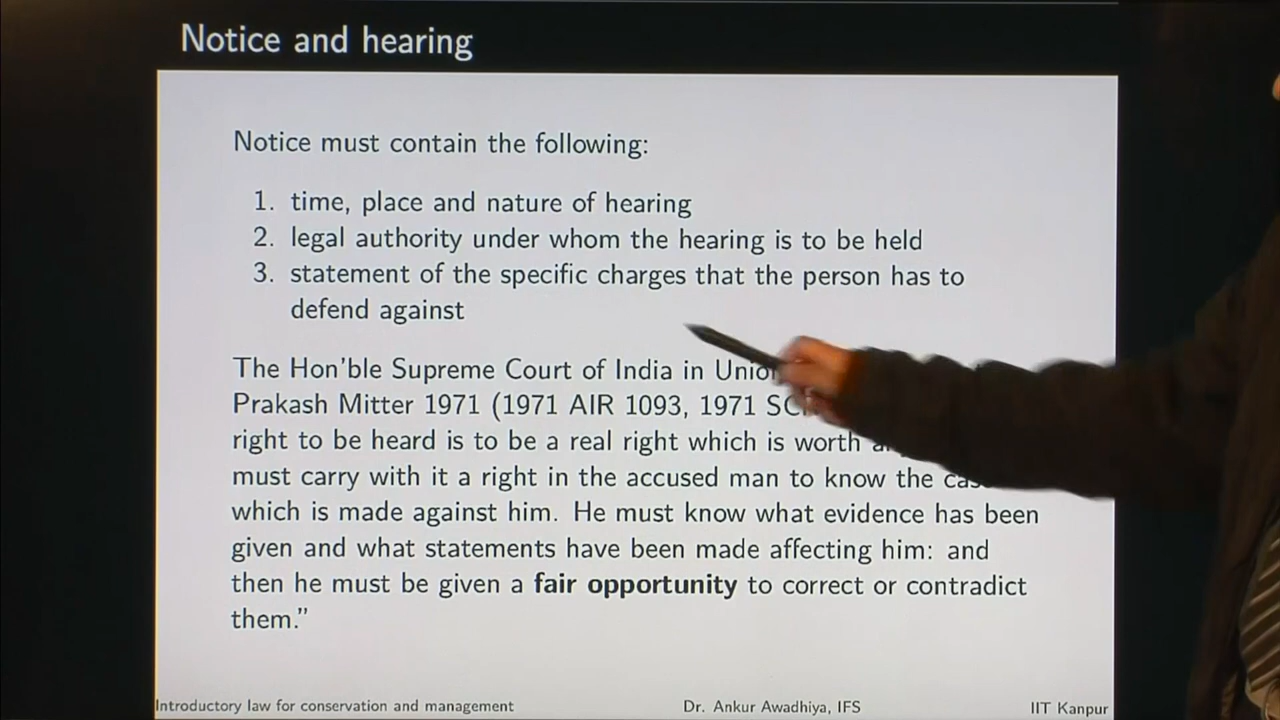 Notice and hearing
Notice must contain the following:
1. time, place and nature of hearing
2. legal authority under whom the hearing is to be held
3. statement of the specific charges that the person has to
defend against
The Hon'ble Supreme Court of India in
Prakash Mitter 1971 (1971 AIR 1093, 1971
right to be heard is to be a real right which is worth
must carry with it a right in the accused man to know the
which is made against him. He must know what evidence has been
given and what statements have been made affecting him: and
then he must be given a fair opportunity to correct or contradict
them.”
Introductory law for conservation and management
Dr. Ankur Awadhiya, IFS
IIT Kanpur